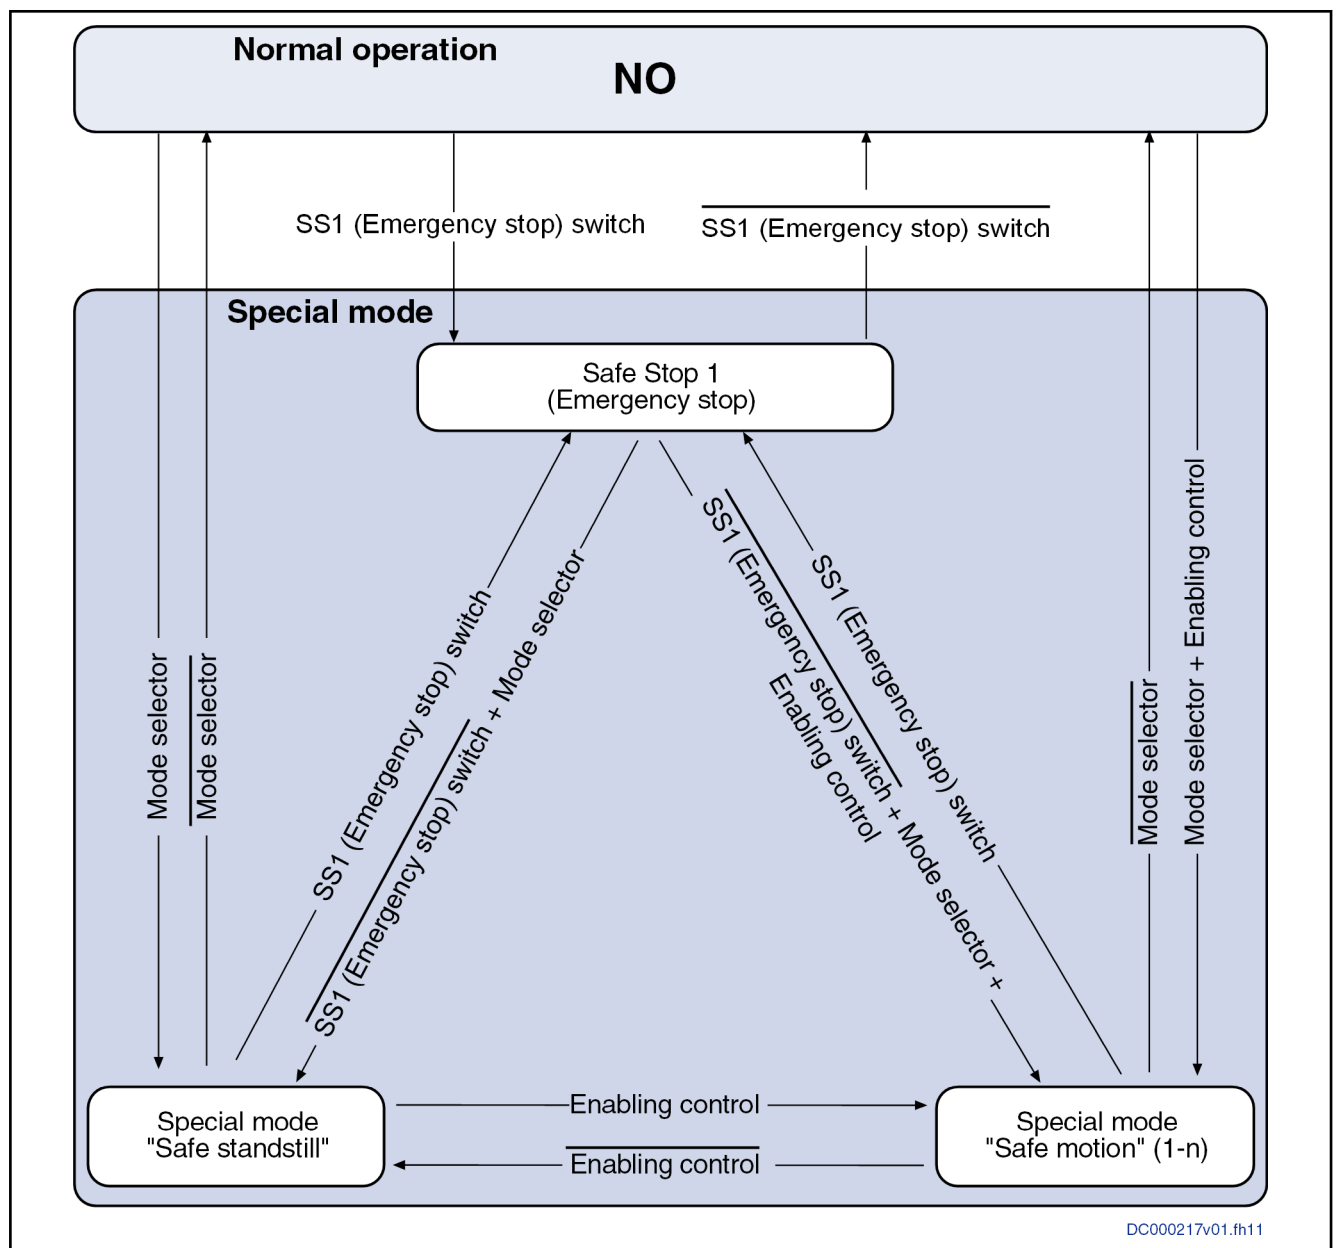 Normal operation
NO
SS1 (Emergency stop) switch
SS1 (Emergency stop) switch
Special mode
Safe Stop 1
(Emergency stop)
Mode selector
Mode selector
SS1 (Emergency stop) switch
SS1 (Emergency stop) switch + Mode selector
SS1 (Emergency stop) switch + Mode selector +
Enabling control
SS1 (Emergency stop) switch
Mode selector
Mode selector + Enabling control
Special mode
"Safe standstill"
Enabling control
Enabling control
Special mode
"Safe motion" (1-n)
DC000217v01.fh11